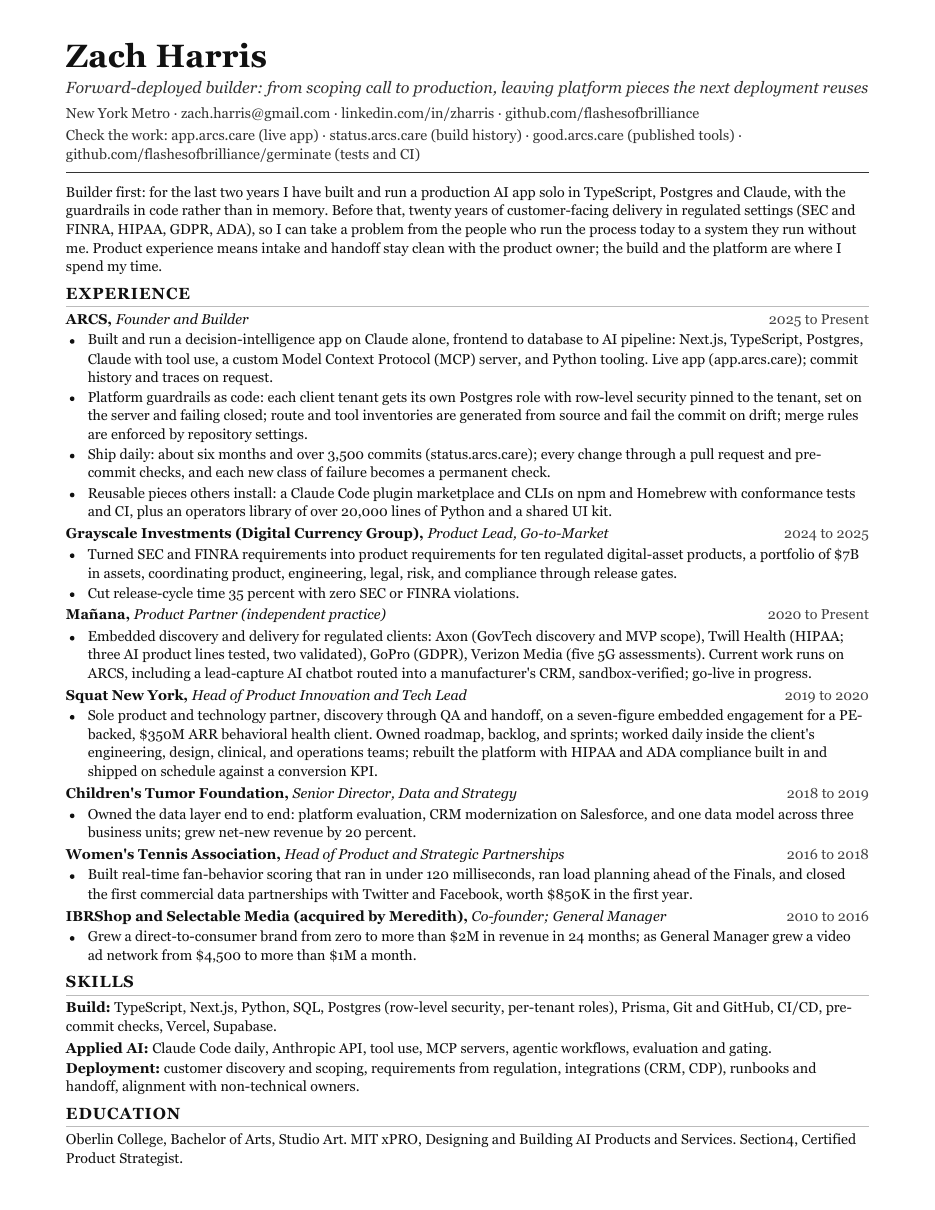 Zach Harris
Forward-deployed builder: from scoping call to production, leaving platform pieces the next deployment reuses
New York Metro · zach.harris@gmail.com · linkedin.com/in/zharris · github.com/flashesofbrilliance
Check the work: app.arcs.care (live app) · status.arcs.care (build history) · good.arcs.care (published tools) ·
github.com/flashesofbrilliance/germinate (tests and CI)
Builder first: for the last two years I have built and run a production AI app solo in TypeScript, Postgres and Claude, with the
guardrails in code rather than in memory. Before that, twenty years of customer-facing delivery in regulated settings (SEC and
FINRA, HIPAA, GDPR, ADA), so I can take a problem from the people who run the process today to a system they run without
me. Product experience means intake and handoff stay clean with the product owner; the build and the platform are where I
spend my time.
EXPERIENCE
ARCS, Founder and Builder 2025 to Present
• Built and run a decision-intelligence app on Claude alone, frontend to database to AI pipeline: Next.js, TypeScript, Postgres,
Claude with tool use, a custom Model Context Protocol (MCP) server, and Python tooling. Live app (app.arcs.care); commit
history and traces on request.
• Platform guardrails as code: each client tenant gets its own Postgres role with row-level security pinned to the tenant, set on
the server and failing closed; route and tool inventories are generated from source and fail the commit on drift; merge rules
are enforced by repository settings.
• Ship daily: about six months and over 3,500 commits (status.arcs.care); every change through a pull request and pre-
commit checks, and each new class of failure becomes a permanent check.
• Reusable pieces others install: a Claude Code plugin marketplace and CLIs on npm and Homebrew with conformance tests
and CI, plus an operators library of over 20,000 lines of Python and a shared UI kit.
Grayscale Investments (Digital Currency Group), Product Lead, Go-to-Market 2024 to 2025
• Turned SEC and FINRA requirements into product requirements for ten regulated digital-asset products, a portfolio of $7B
in assets, coordinating product, engineering, legal, risk, and compliance through release gates.
• Cut release-cycle time 35 percent with zero SEC or FINRA violations.
Mañana, Product Partner (independent practice) 2020 to Present
• Embedded discovery and delivery for regulated clients: Axon (GovTech discovery and MVP scope), Twill Health (HIPAA;
three AI product lines tested, two validated), GoPro (GDPR), Verizon Media (five 5G assessments). Current work runs on
ARCS, including a lead-capture AI chatbot routed into a manufacturer's CRM, sandbox-verified; go-live in progress.
Squat New York, Head of Product Innovation and Tech Lead 2019 to 2020
• Sole product and technology partner, discovery through QA and handoff, on a seven-figure embedded engagement for a PE-
backed, $350M ARR behavioral health client. Owned roadmap, backlog, and sprints; worked daily inside the client's
engineering, design, clinical, and operations teams; rebuilt the platform with HIPAA and ADA compliance built in and
shipped on schedule against a conversion KPI.
Children's Tumor Foundation, Senior Director, Data and Strategy 2018 to 2019
• Owned the data layer end to end: platform evaluation, CRM modernization on Salesforce, and one data model across three
business units; grew net-new revenue by 20 percent.
Women's Tennis Association, Head of Product and Strategic Partnerships 2016 to 2018
• Built real-time fan-behavior scoring that ran in under 120 milliseconds, ran load planning ahead of the Finals, and closed
the first commercial data partnerships with Twitter and Facebook, worth $850K in the first year.
IBRShop and Selectable Media (acquired by Meredith), Co-founder; General Manager 2010 to 2016
• Grew a direct-to-consumer brand from zero to more than $2M in revenue in 24 months; as General Manager grew a video
ad network from $4,500 to more than $1M a month.
SKILLS
Build: TypeScript, Next.js, Python, SQL, Postgres (row-level security, per-tenant roles), Prisma, Git and GitHub, CI/CD, pre-
commit checks, Vercel, Supabase.
Applied AI: Claude Code daily, Anthropic API, tool use, MCP servers, agentic workflows, evaluation and gating.
Deployment: customer discovery and scoping, requirements from regulation, integrations (CRM, CDP), runbooks and
handoff, alignment with non-technical owners.
EDUCATION
Oberlin College, Bachelor of Arts, Studio Art. MIT xPRO, Designing and Building AI Products and Services. Section4, Certified
Product Strategist.